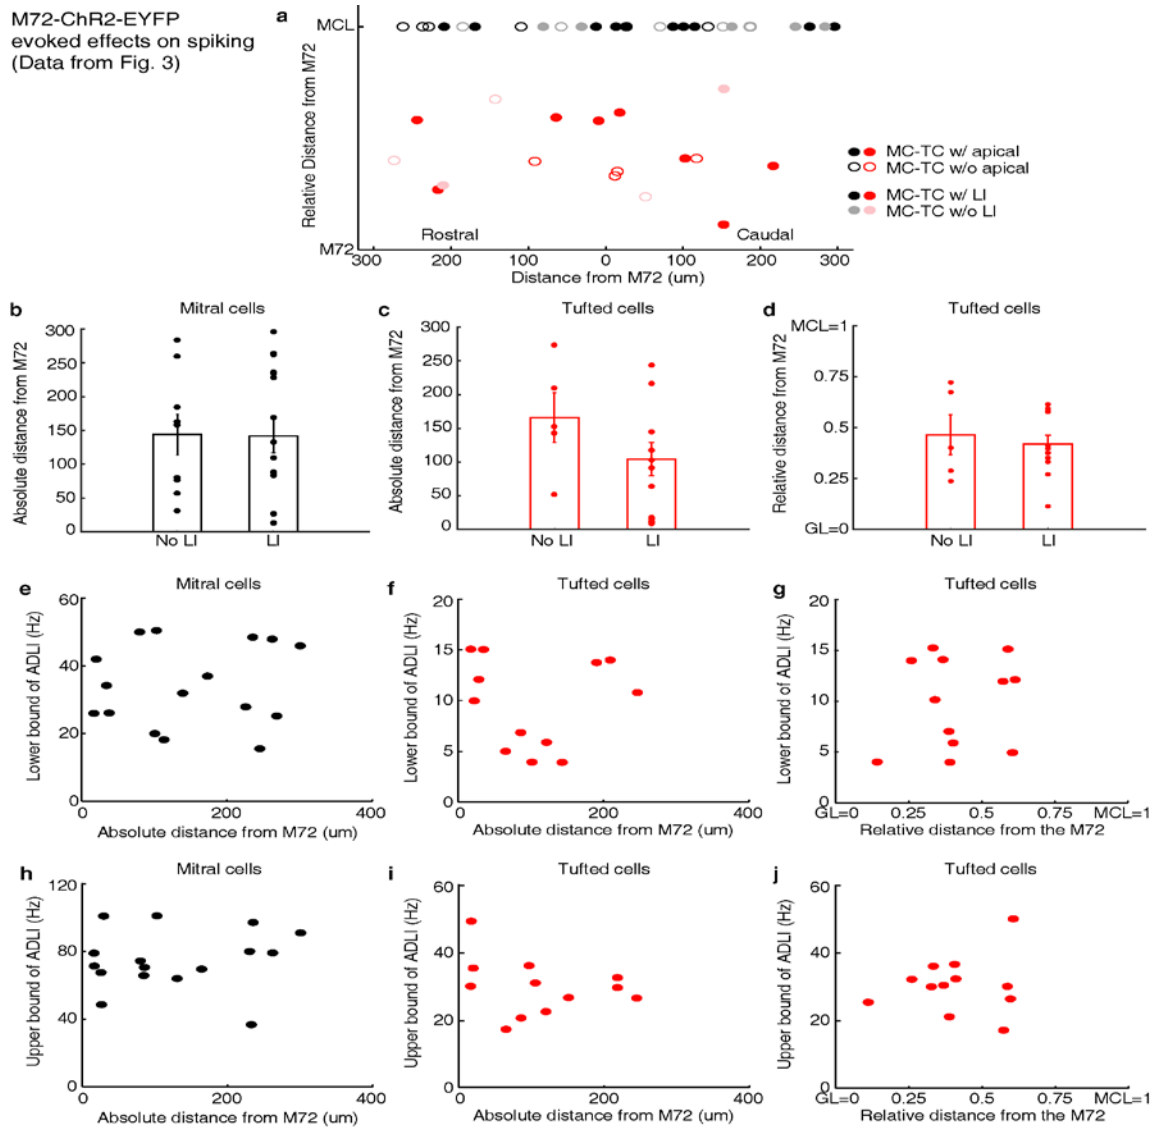 M72-ChR2-EYFP
evoked effects on spiking
(Data from Fig. 3)
a
MCL
Relative Distance from M72
M72
Rostral
Caudal
300 200 100 0 100 200 300
Distance from M72 (um)
MC-TC w/ apical
MC-TC w/o apical
MC-TC w/ LI
MC-TC w/o LI
b
Mitral cells
Absolute distance from M72
300
250
200
150
100
50
0
No LI LI
c
Tufted cells
Absolute distance from M72
300
250
200
150
100
50
0
No LI LI
d
Tufted cells
Relative distance from M72
MCL=1
0.75
0.5
0.25
GL=0
No LI LI
e
Mitral cells
Lower bound of ADLI (Hz)
60
40
20
0
0 200 400
Absolute distance from M72 (um)
f
Tufted cells
Lower bound of ADLI (Hz)
20
15
10
5
0
0 200 400
Absolute distance from M72 (um)
g
Tufted cells
Lower bound of ADLI (Hz)
20
15
10
5
0
GL=0 0.25 0.5 0.75 MCL=1
Relative distance from the M72
h
Mitral cells
Upper bound of ADLI (Hz)
120
80
40
0
0 200 400
Absolute distance from M72 (um)
i
Tufted cells
Upper bound of ADLI (Hz)
60
40
20
0
0 200 400
Absolute distance from M72 (um)
j
Tufted cells
Upper bound of ADLI (Hz)
60
40
20
0
GL=0 0.25 0.5 0.75 MCL=1
Relative distance from the M72